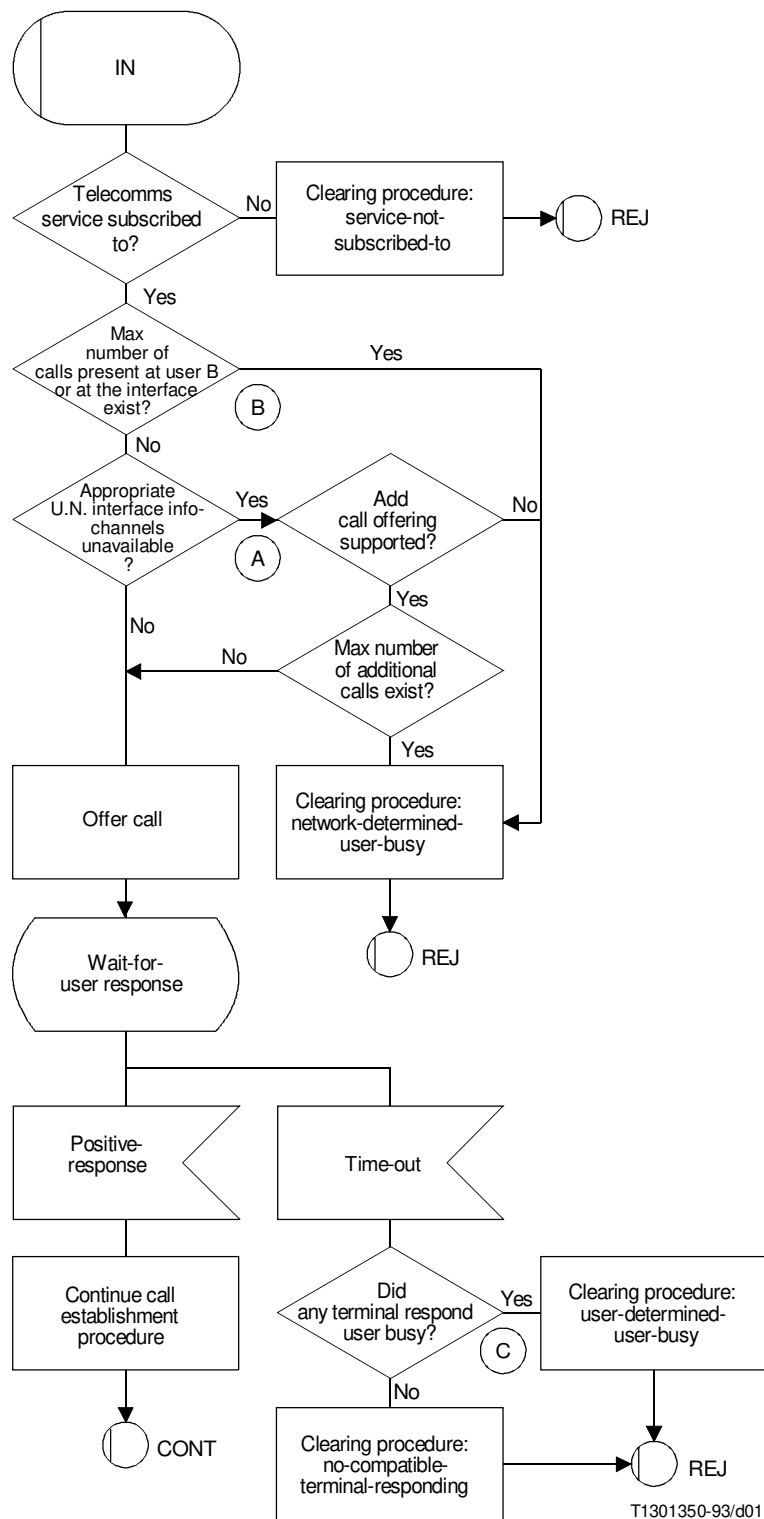 IN
Telecomms
service subscribed
to?
No
Clearing procedure:
service-not-
subscribed-to
REJ
Yes
Max
number of
calls present at user B
or at the interface
exist?
Yes
B
No
Appropriate
U.N. interface info-
channels
unavailable
?
Yes
A
Add
call offering
supported?
No
Yes
No
Max number
of additional
calls exist?
No
Yes
Offer call
Clearing procedure:
network-determined-
user-busy
REJ
Wait-for-
user response
Positive-
response
Time-out
Continue call
establishment
procedure
CONT
Did
any terminal respond
user busy?
Yes
C
Clearing procedure:
user-determined-
user-busy
No
Clearing procedure:
no-compatible-
terminal-responding
REJ
T1301350-93/d01